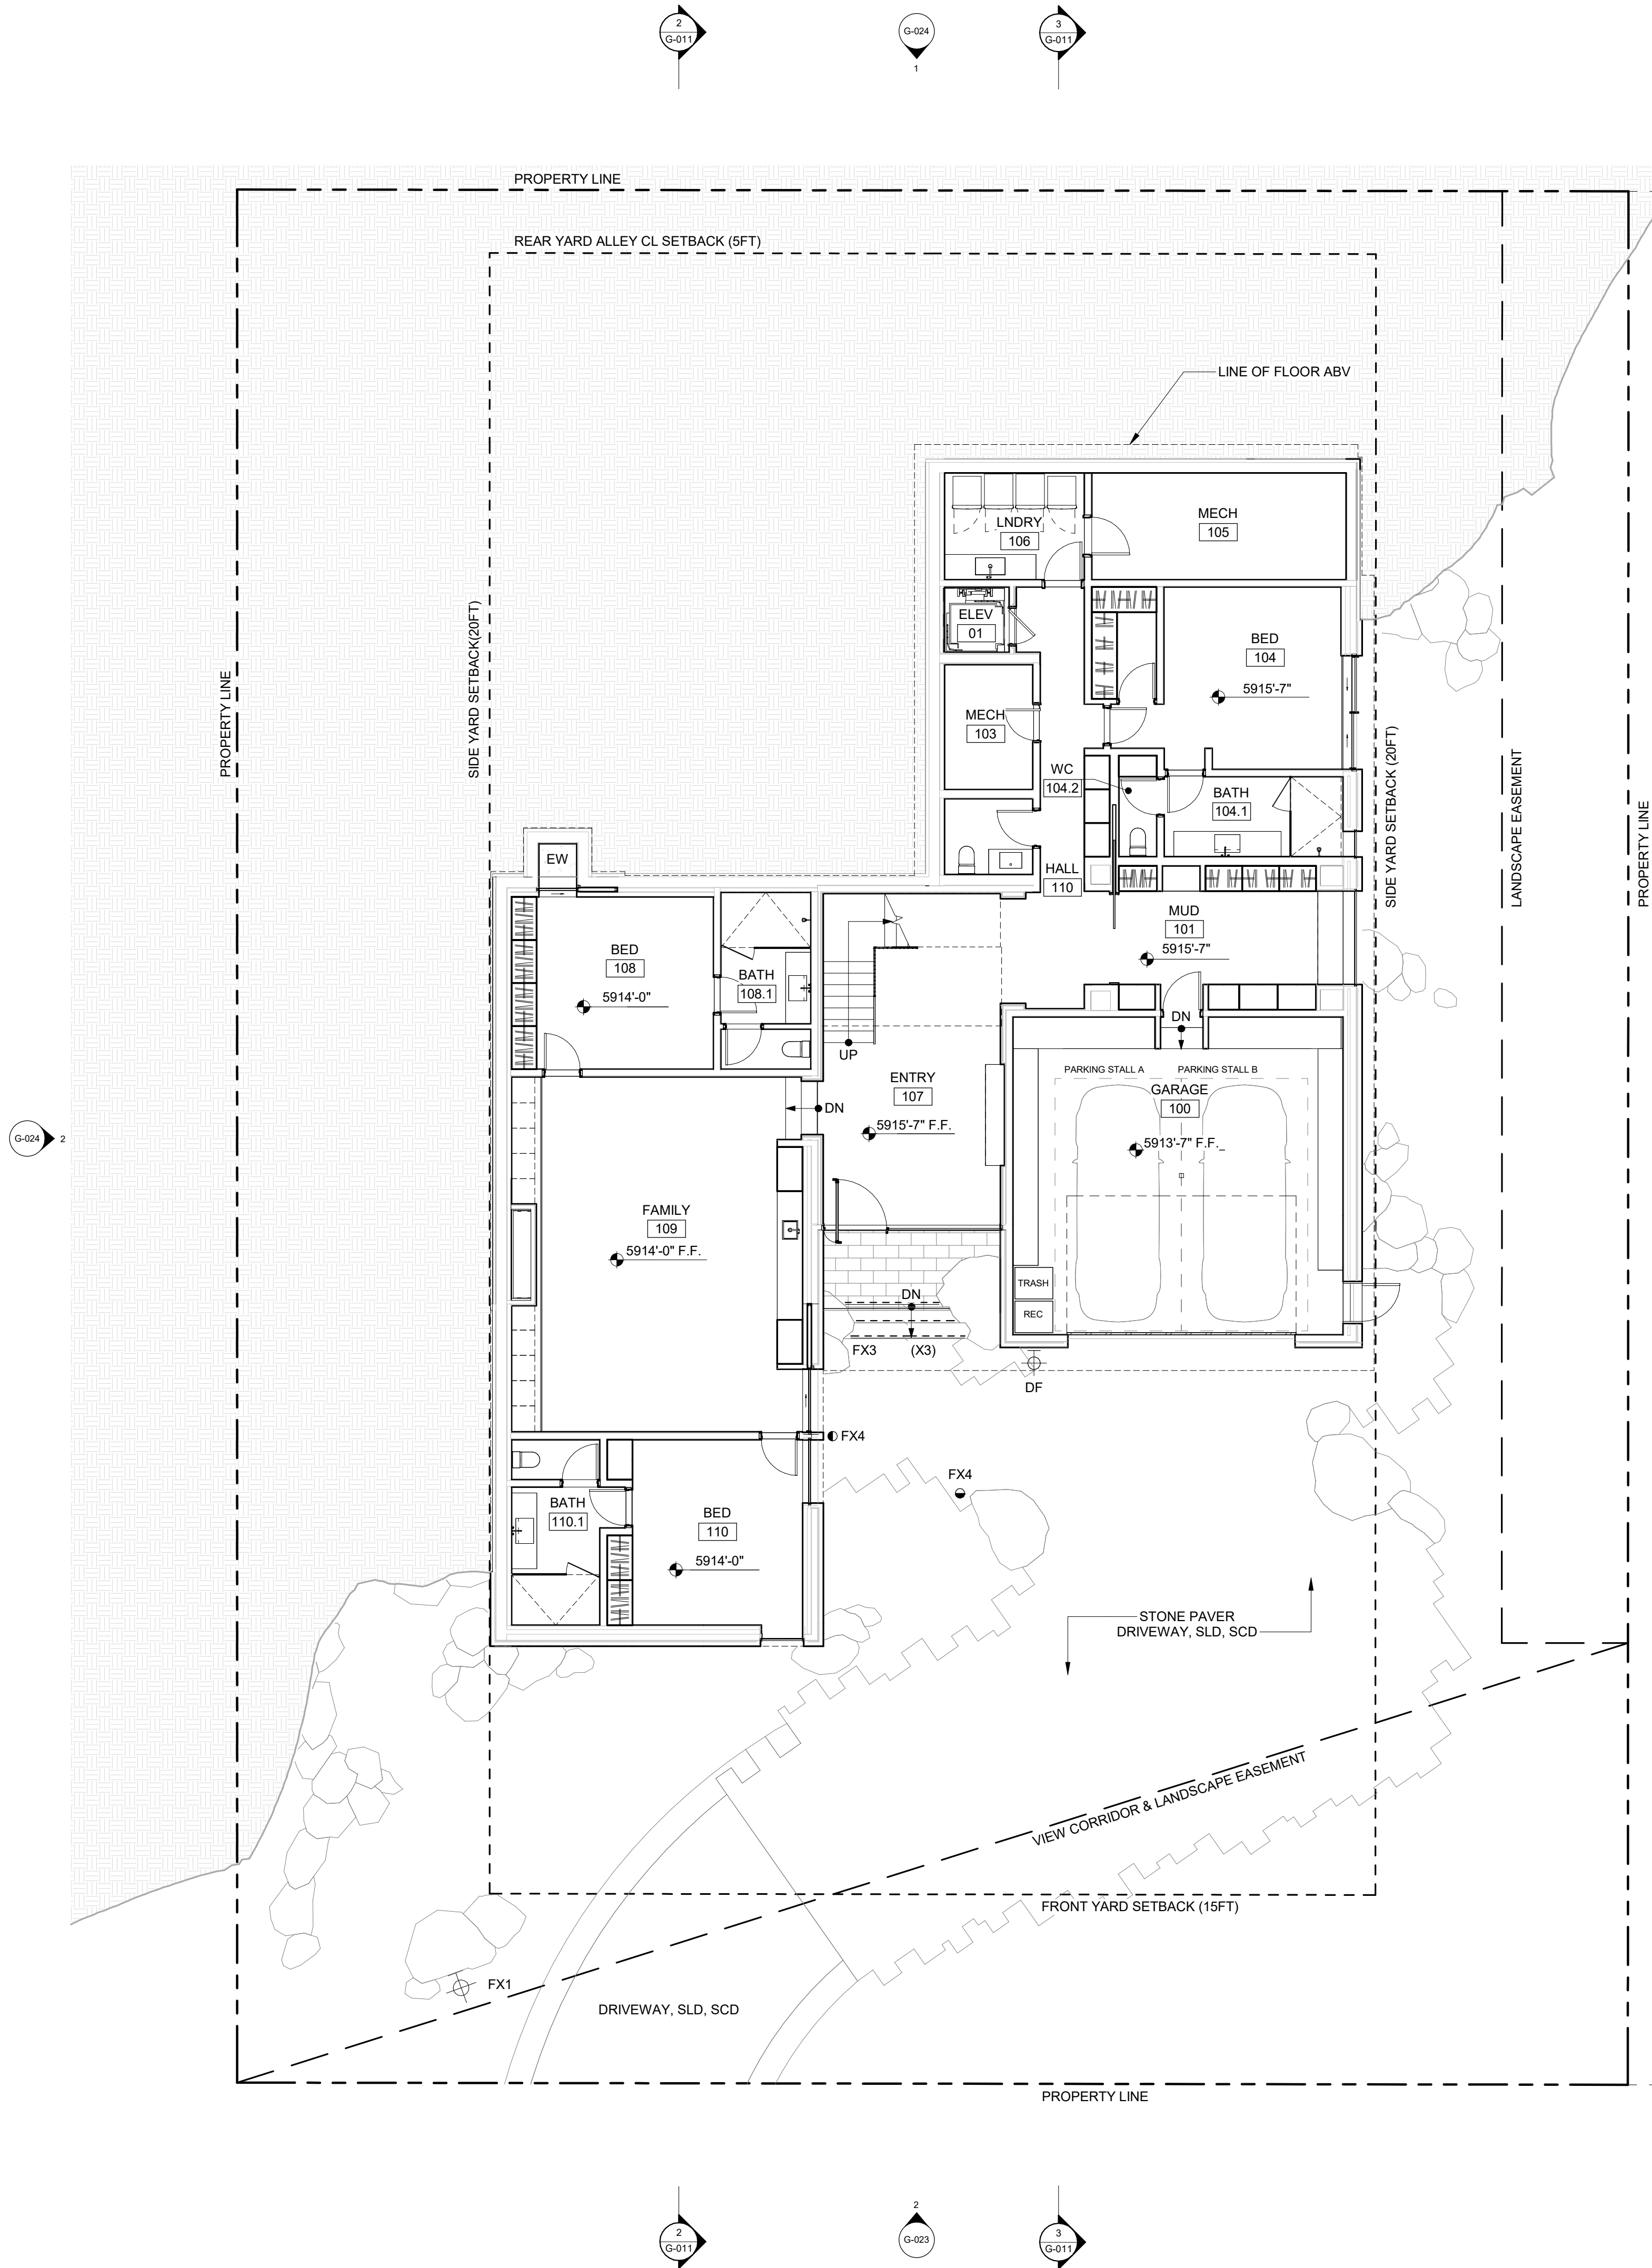 2
G-011
G-024
1
3
G-011
PROPERTY LINE
REAR YARD ALLEY CL SETBACK (5FT)
LINE OF FLOOR ABV
MECH
105
LNDRY
106
ELEV
01
BED
104
5915'-7"
MECH
103
PROPERTY LINE
SIDE YARD SETBACK(20FT)
WC
104.2
BATH
104.1
SIDE YARD SETBACK (20FT)
LANDSCAPE EASEMENT
PROPERTY LINE
EW
HALL
110
MUD
101
5915'-7"
BED
108
5914'-0"
BATH
108.1
UP
DN
ENTRY
107
5915'-7" F.F.
DN
PARKING STALL A
PARKING STALL B
GARAGE
100
5913'-7" F.F.
G-024
2
FAMILY
109
5914'-0" F.F.
TRASH
REC
DN
FX3
(X3)
DF
FX4
FX4
BATH
110.1
BED
110
5914'-0"
STONE PAVER
DRIVEWAY, SLD, SCD
VIEW CORRIDOR & LANDSCAPE EASEMENT
FRONT YARD SETBACK (15FT)
FX1
DRIVEWAY, SLD, SCD
PROPERTY LINE
2
G-011
2
G-023
3
G-011